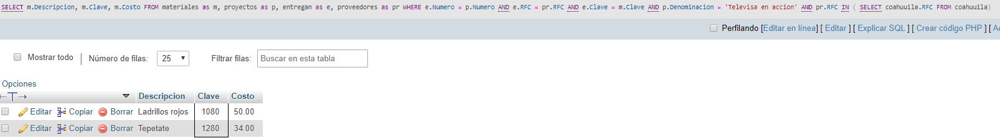 SELECT m.Descripcion, m.Clave, m.Costo FROM materiales as m, proyectos as p, entregan as e, proveedores as pr WHERE e.Numero = p.Numero AND e.RFC = pr.RFC AND e.Clave = m.Clave AND p.Denominacion = 'Televisa en accion' AND pr.RFC IN ( SELECT coahuuila.RFC FROM coahuuila)
Perfilando [Editar en línea] [ Editar ] [ Explicar SQL ] [ Crear código PHP ] [
Mostrar todo Número de filas: 25 Filtrar filas: Buscar en esta tabla
Opciones
Descripcion Clave Costo
Editar Copiar Borrar Ladrillos rojos 1080 50.00
Editar Copiar Borrar Tepetate 1280 34.00